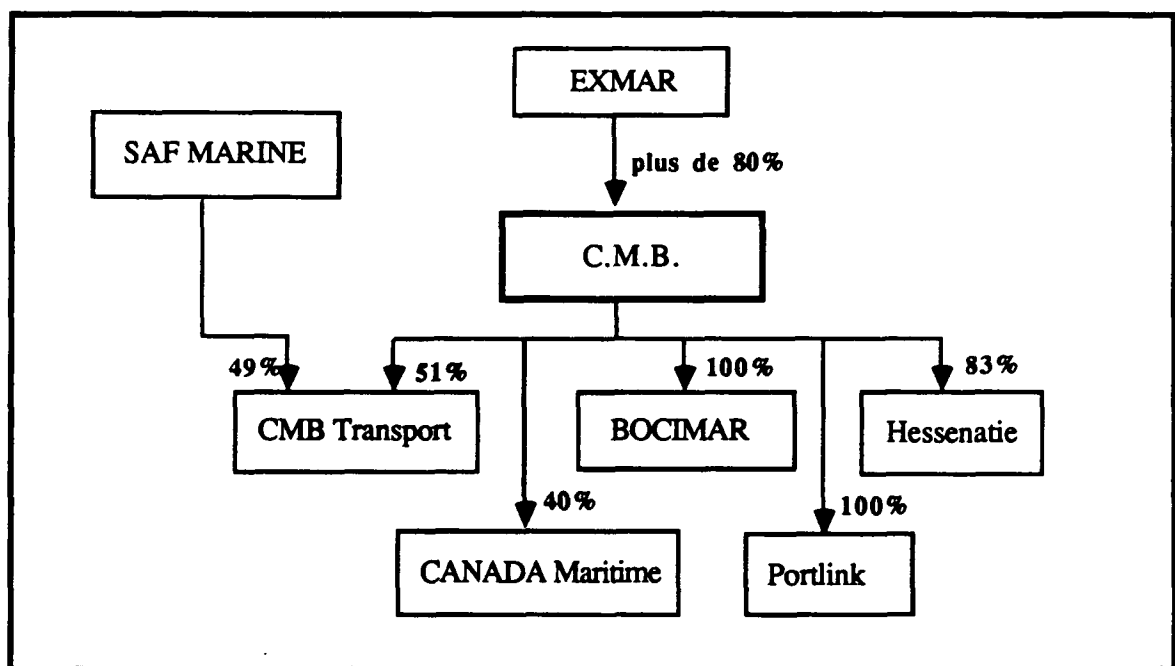 EXMAR
SAF MARINE
plus de 80%
C.M.B.
49%
51%
100%
83%
CMB Transport
BOCIMAR
Hessenatie
40%
100%
CANADA Maritime
Portlink